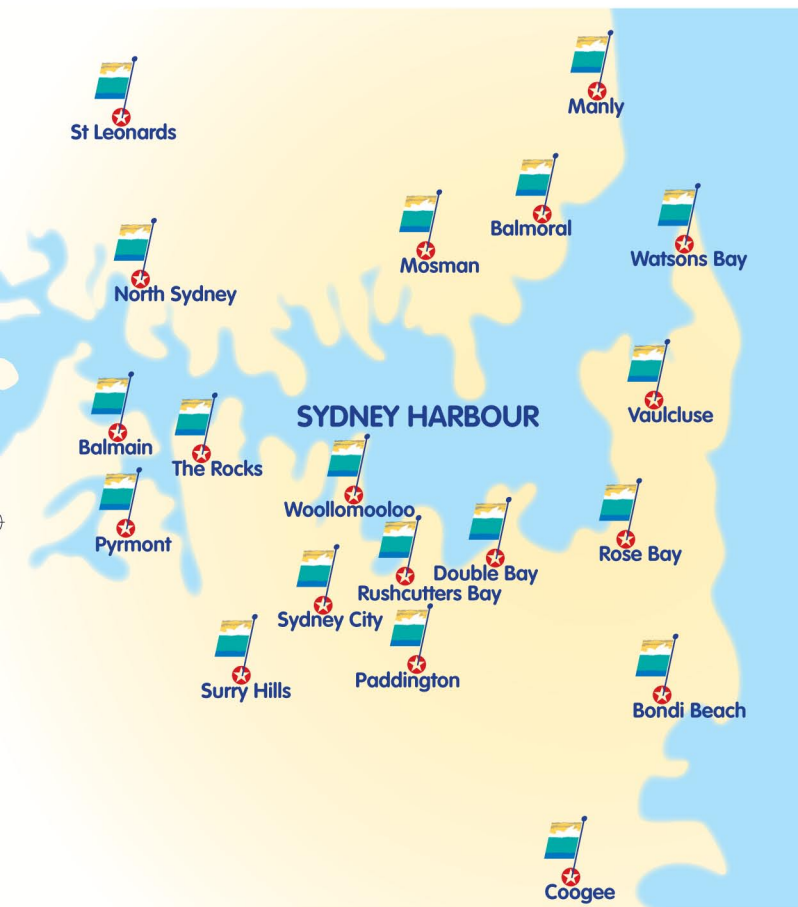 Manly
St Leonards
Balmoral
Watsons Bay
Mosman
North Sydney
SYDNEY HARBOUR
Vaulcluse
Balmain
The Rocks
Woollomooloo
Pyrmont
Rose Bay
Double Bay
Rushcutters Bay
Sydney City
Paddington
Surry Hills
Bondi Beach
Coogee